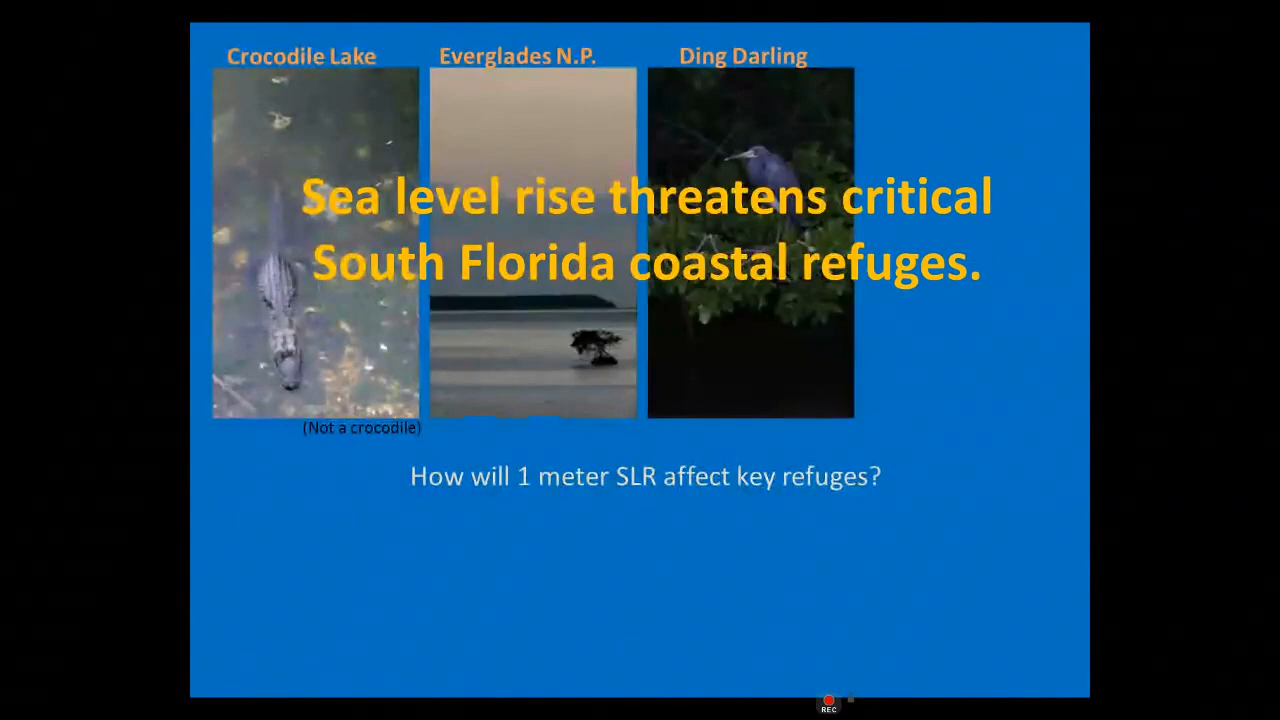 Crocodile Lake
Everglades N.P.
Ding Darling
Sea level rise threatens critical
South Florida coastal refuges.
(Not a crocodile)
How will 1 meter SLR affect key refuges?
REC